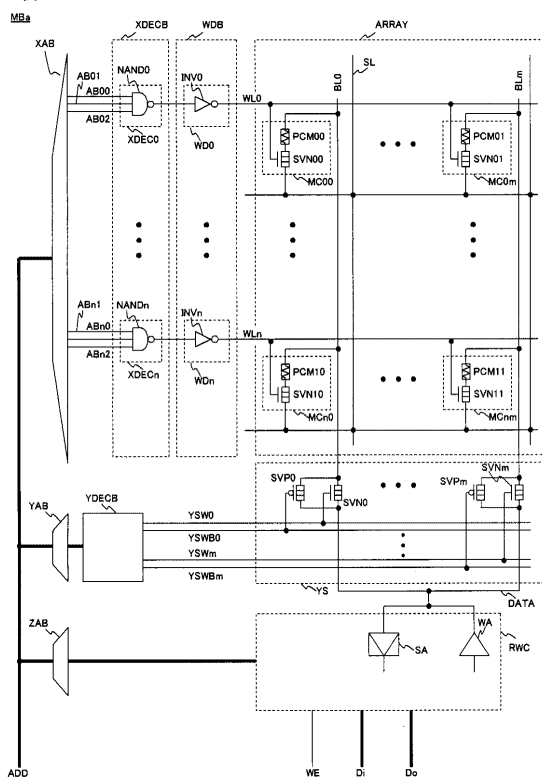 MBa
XDECB
WDB
ARRAY
XAB
AB01
NAND0
INV0
AB00
AB02
WL0
BL0
SL
BLm
XDEC0
WD0
PCM00
SVN00
MC00
PCM01
SVN01
MC0m
ABn1
NANDn
INVn
ABn0
ABn2
WLn
XDECn
WDn
PCM10
SVN10
MCn0
PCM11
SVN11
MCnm
YAB
YDECB
SVP0
SVN0
SVPm
SVNm
YSW0
YSWB0
YSWm
YSWBm
YS
DATA
ZAB
SA
WA
RWC
ADD
WE
Di
Do